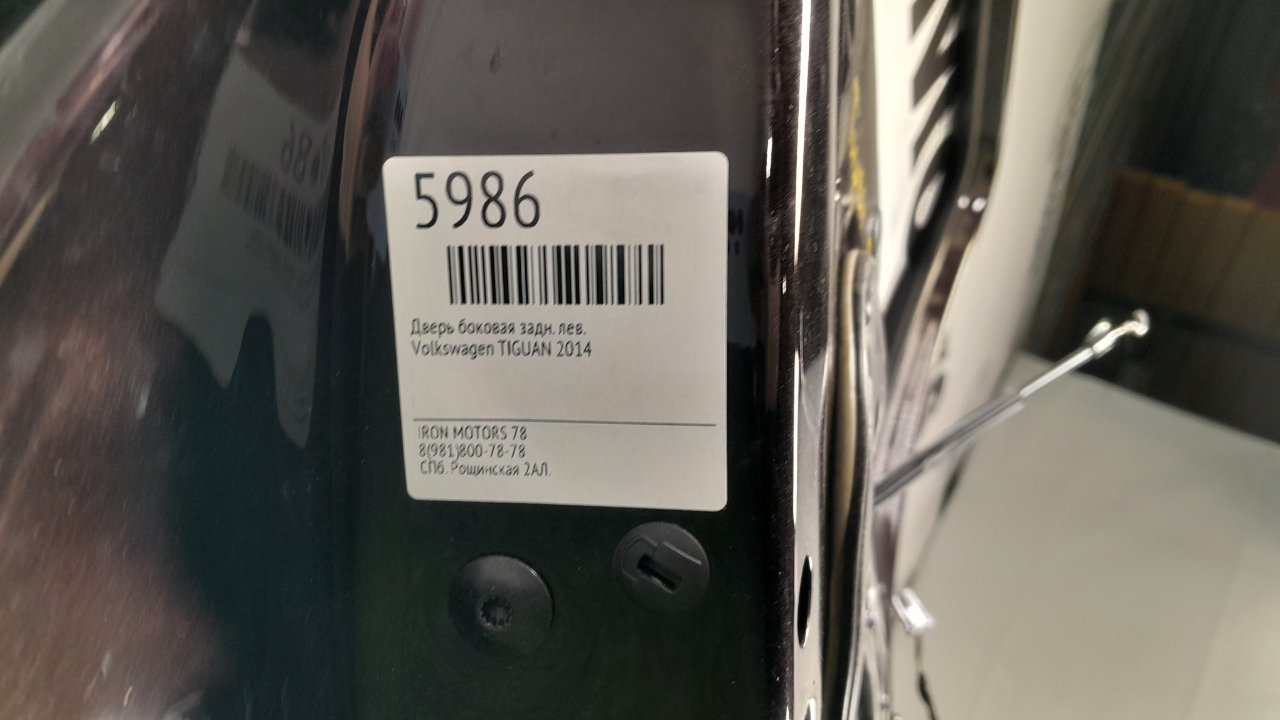 5986
Дверь боковая задн. лев.
Volkswagen TIGUAN 2014
IRON MOTORS 78
8(981)800-78-78
СПб. Рощинская 2АЛ.